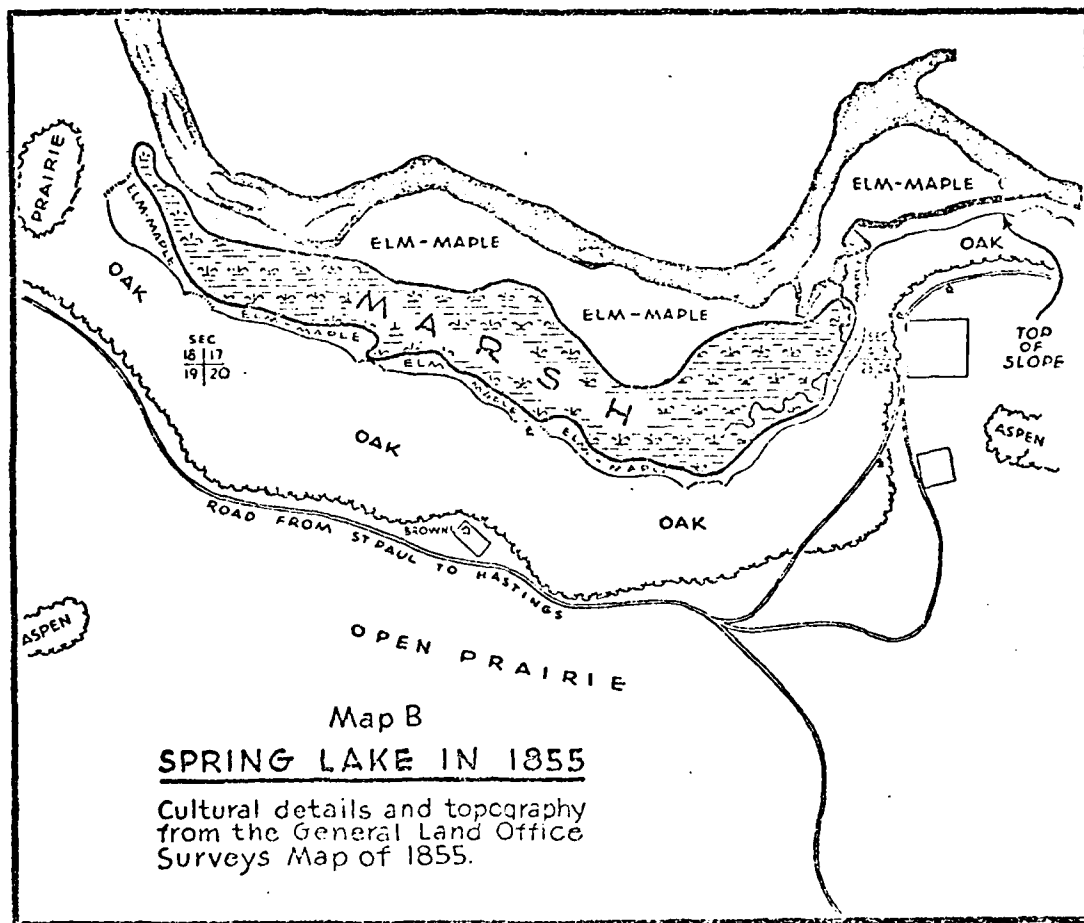 PRAIRIE
ELM-MAPLE
ELM-MAPLE
ELM-MAPLE
OAK
OAK
ELM-MAPLE
TOP
OF
SLOPE
MARSH
ELM-MAPLE
SEC
18|17
19|20
ELM MAPLE
& ELM MAPLE
OAK
ASPEN
OAK
BROWN
ROAD FROM ST PAUL TO HASTINGS
ASPEN
OPEN PRAIRIE
Map B
SPRING LAKE IN 1855
Cultural details and topography
from the General Land Office
Surveys Map of 1855.